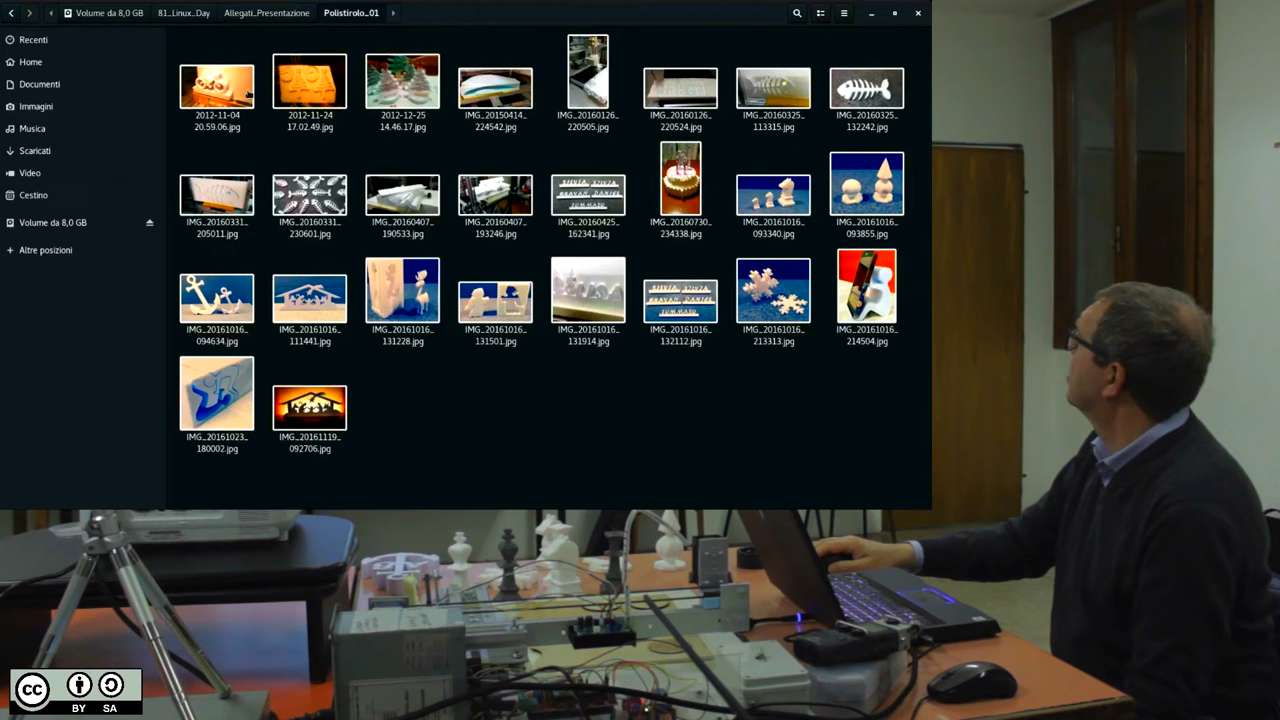 Volume da 8,0 GB
81_Linux_Day
Allegati_Presentazione
Polistirolo_01
Recenti
Home
Documenti
Immagini
Musica
Scaricati
Video
Cestino
Volume da 8,0 GB
Altre posizioni
2012-11-04
20.59.06.jpg
2012-11-24
17.02.49.jpg
2012-12-25
14.46.17.jpg
IMG_20150414_
224542.jpg
IMG_20160126_
220505.jpg
IMG_20160126_
220524.jpg
IMG_20160325_
113315.jpg
IMG_20160325_
132242.jpg
IMG_20160331_
205011.jpg
IMG_20160331_
230601.jpg
IMG_20160407_
190533.jpg
IMG_20160407_
193246.jpg
IMG_20160425_
162341.jpg
IMG_20160730_
234338.jpg
IMG_20161016_
093340.jpg
IMG_20161016_
093855.jpg
IMG_20161016_
094634.jpg
IMG_20161016_
111441.jpg
IMG_20161016_
131228.jpg
IMG_20161016_
131501.jpg
IMG_20161016_
131914.jpg
IMG_20161016_
132112.jpg
IMG_20161016_
213313.jpg
IMG_20161016_
214504.jpg
IMG_20161023_
180002.jpg
IMG_20161119_
092706.jpg
cc
BY SA